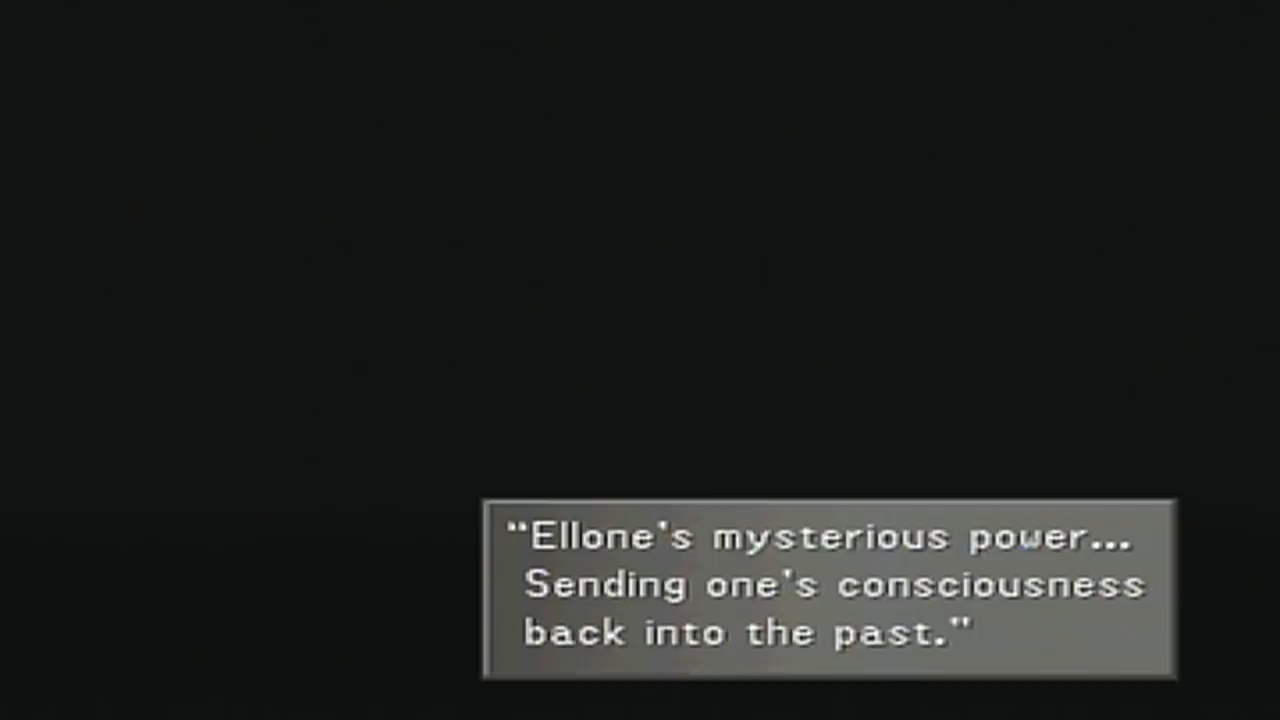 “Ellone's mysterious power...
Sending one's consciousness
back into the past.”